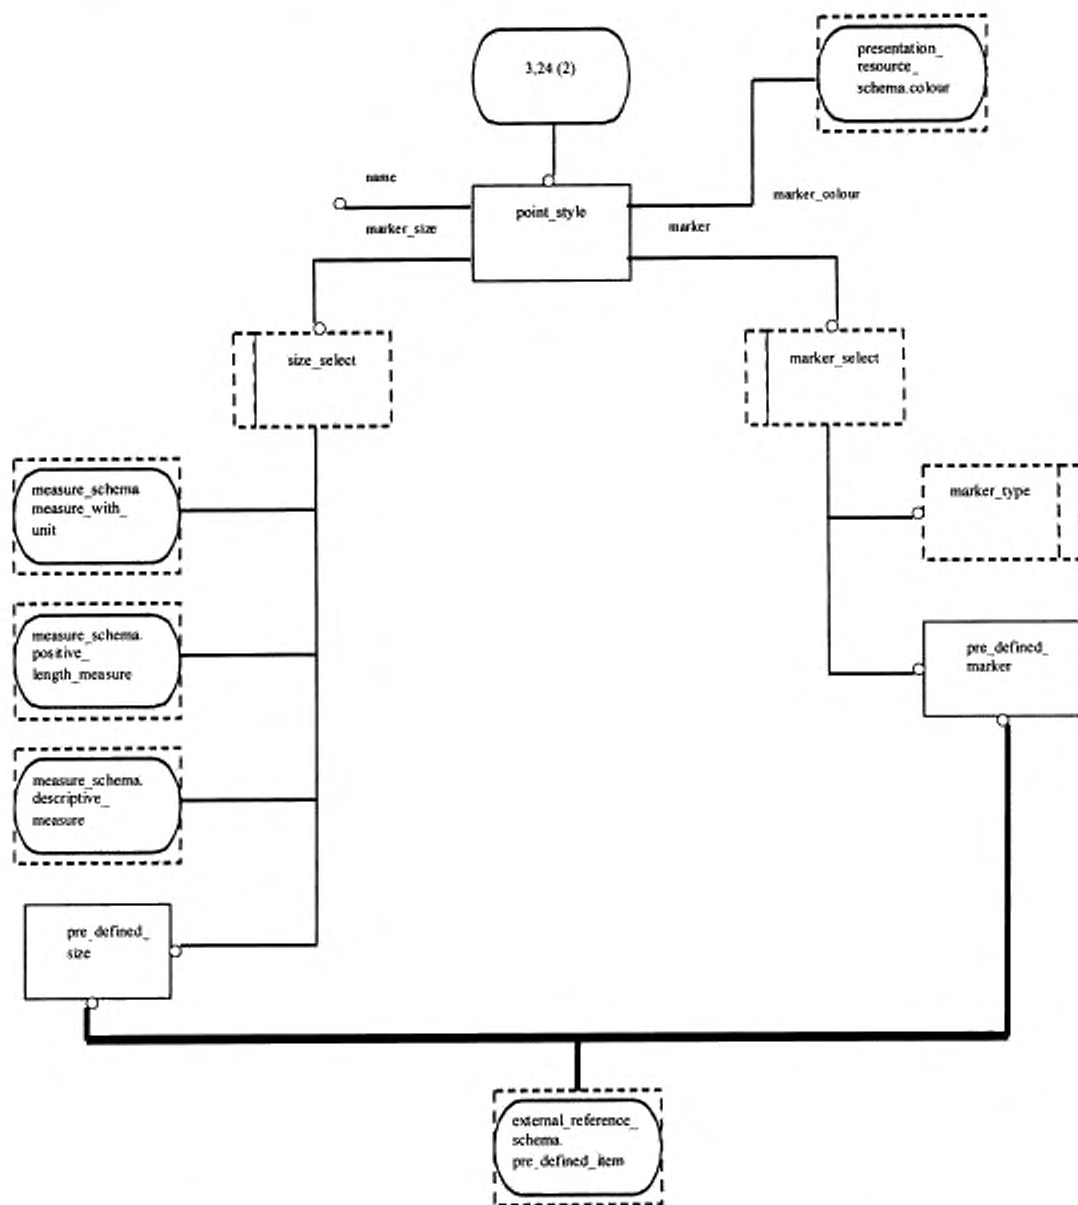 3,24 (2)
presentation_
resource_
schema.colour
name
marker_colour
point_style
marker_size
marker
size_select
marker_select
measure_schema
measure_with_
unit
marker_type
measure_schema.
positive_
length_measure
pre_defined_
marker
measure_schema.
descriptive_
measure
pre_defined_
size
external_reference_
schema.
pre_defined_item